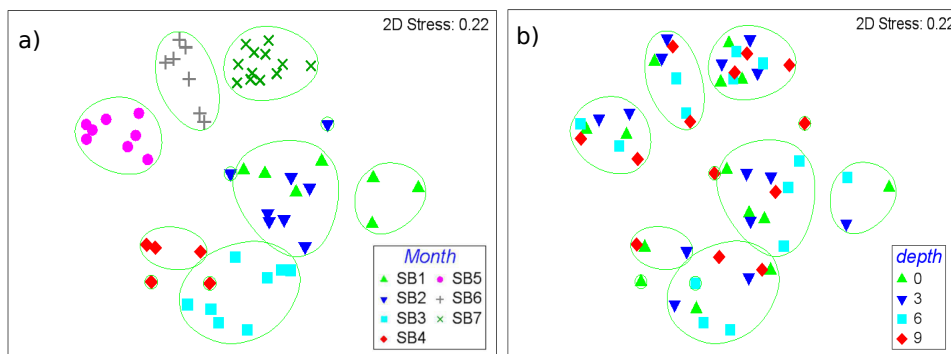 a)
2D Stress: 0.22
Month
SB1 SB5
SB2 SB6
SB3 SB7
SB4
b)
2D Stress: 0.22
depth
0
3
6
9